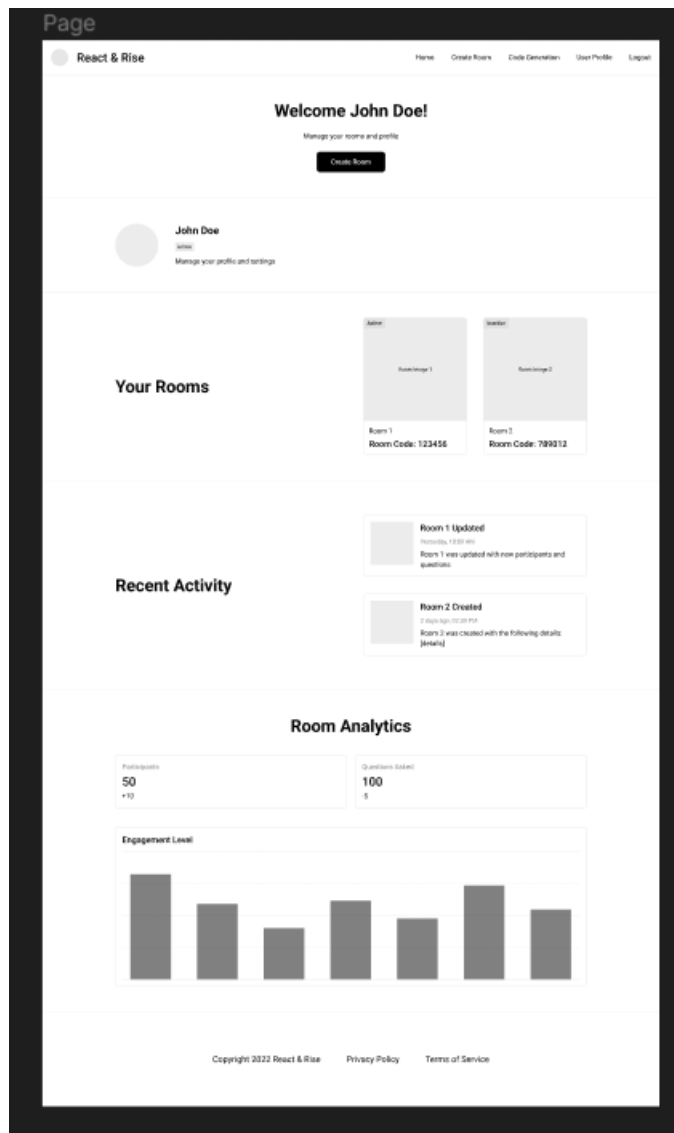 Page
React & Rise
Home Create Room Code Generation User Profile Logout
Welcome John Doe!
Manage your rooms and profile
Create Room
John Doe
Manage your profile and settings
Your Rooms
Active Inactive
Room Image 1 Room Image 2
Room 1 Room 2
Room Code: 123456 Room Code: 789012
Recent Activity
Room 1 Updated
Yesterday, 10:00 AM
Room 1 was updated with new participants and
questions
Room 2 Created
2 days ago, 02:30 PM
Room 2 was created with the following details:
[details]
Room Analytics
Participants Questions Asked
50 100
+10 -5
Engagement Level
Copyright 2022 React & Rise Privacy Policy Terms of Service